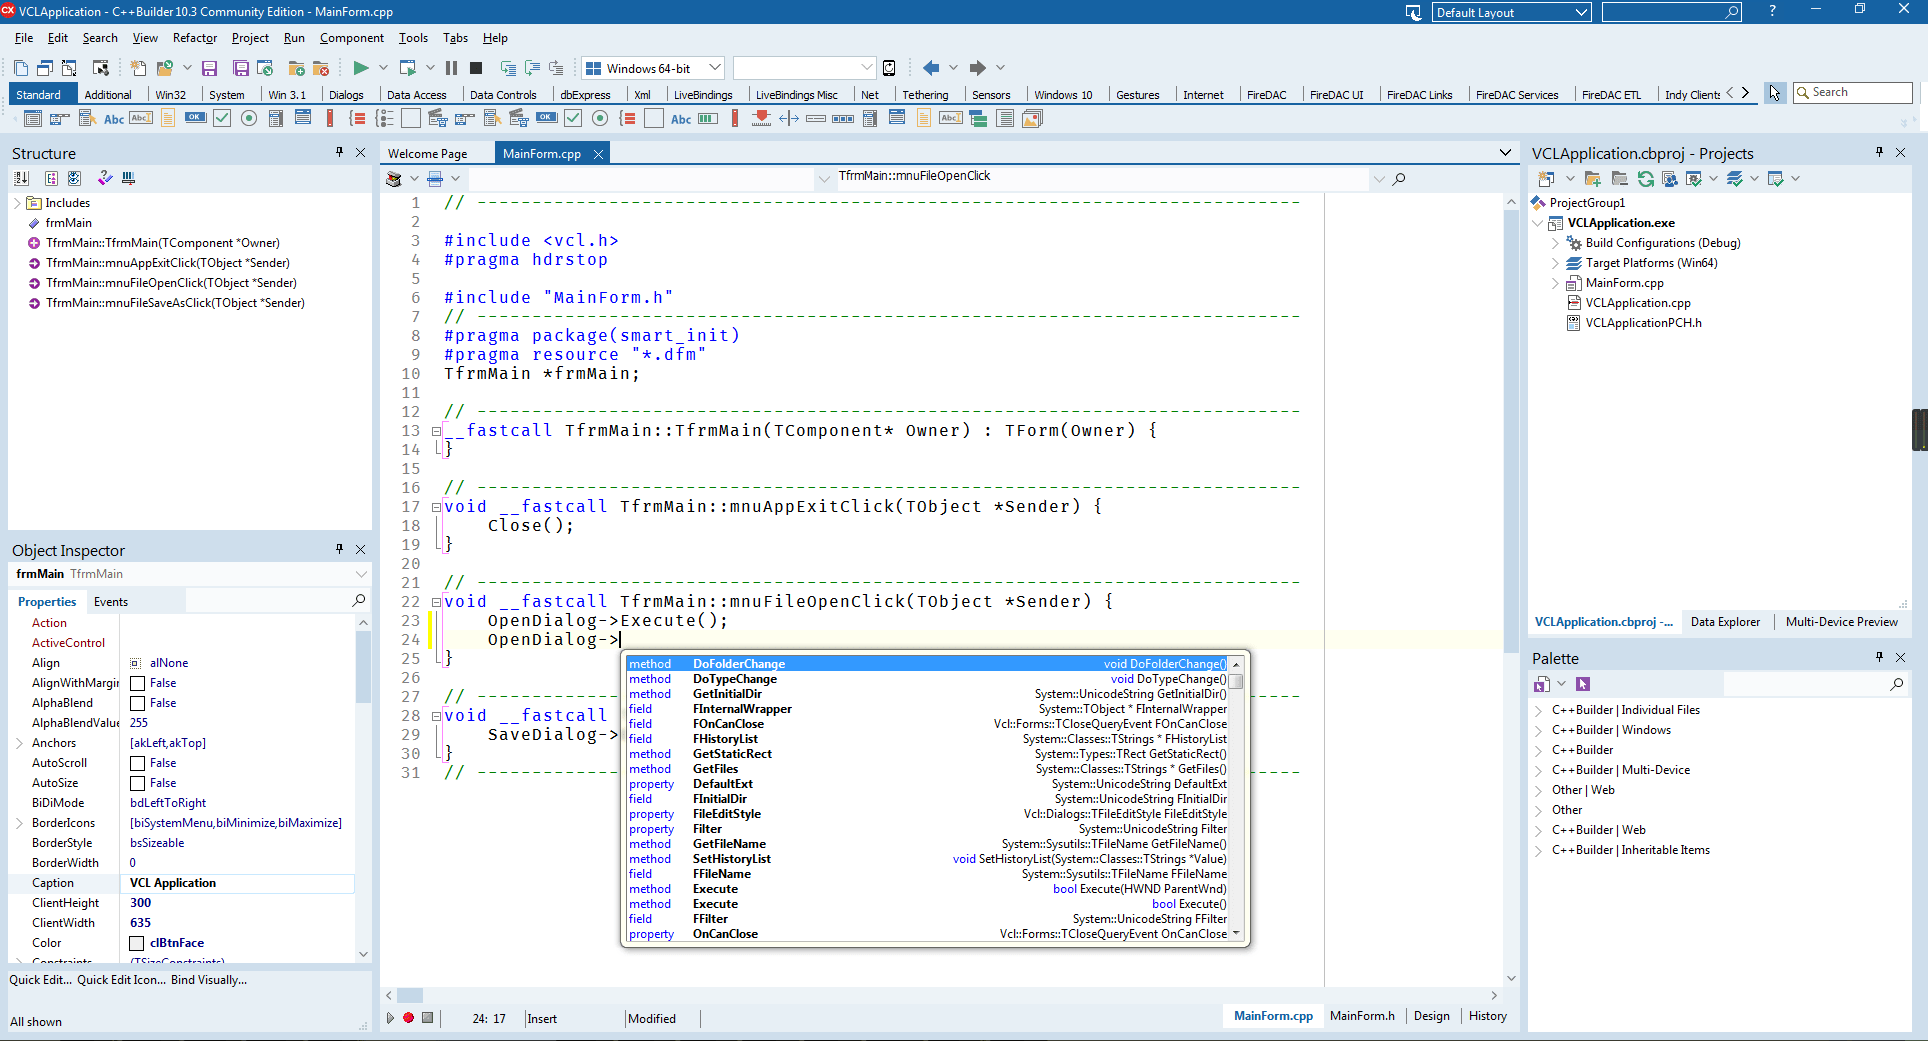 VCLApplication - C++Builder 10.3 Community Edition - MainForm.cpp
Default Layout
?
File Edit Search View Refactor Project Run Component Tools Tabs Help
Windows 64-bit
Standard Additional Win32 System Win 3.1 Dialogs Data Access Data Controls dbExpress Xml LiveBindings LiveBindings Misc Net Tethering Sensors Windows 10 Gestures Internet FireDAC FireDAC UI FireDAC Links FireDAC Services FireDAC ETL Indy Clients
Search
Structure
Includes
frmMain
TfrmMain::TfrmMain(TComponent *Owner)
TfrmMain::mnuAppExitClick(TObject *Sender)
TfrmMain::mnuFileOpenClick(TObject *Sender)
TfrmMain::mnuFileSaveAsClick(TObject *Sender)
Object Inspector
frmMain TfrmMain
Properties Events
Action
ActiveControl
Align alNone
AlignWithMargin False
AlphaBlend False
AlphaBlendValue 255
Anchors [akLeft,akTop]
AutoScroll False
AutoSize False
BiDiMode bdLeftToRight
BorderIcons [biSystemMenu,biMinimize,biMaximize]
BorderStyle bsSizeable
BorderWidth 0
Caption VCL Application
ClientHeight 300
ClientWidth 635
Color clBtnFace
Constraints (TSizeConstraints)
Quick Edit... Quick Edit Icon... Bind Visually...
All shown
Welcome Page MainForm.cpp
TfrmMain::mnuFileOpenClick
1 // ---------------------------------------------------------------------------
2
3 #include <vcl.h>
4 #pragma hdrstop
5
6 #include "MainForm.h"
7 // ---------------------------------------------------------------------------
8 #pragma package(smart_init)
9 #pragma resource "*.dfm"
10 TfrmMain *frmMain;
11
12 // ---------------------------------------------------------------------------
13 __fastcall TfrmMain::TfrmMain(TComponent* Owner) : TForm(Owner) {
14 }
15
16 // ---------------------------------------------------------------------------
17 void __fastcall TfrmMain::mnuAppExitClick(TObject *Sender) {
18 Close();
19 }
20
21 // ---------------------------------------------------------------------------
22 void __fastcall TfrmMain::mnuFileOpenClick(TObject *Sender) {
23 OpenDialog->Execute();
24 OpenDialog->
25 }
26
27 // ---------------------------------------------------------------------------
28 void __fastcall
29 SaveDialog->
30 }
31 // ---------------------------------------------------------------------------
method DoFolderChange void DoFolderChange()
method DoTypeChange void DoTypeChange()
method GetInitialDir System::UnicodeString GetInitialDir()
field FInternalWrapper System::TObject * FInternalWrapper
field FOnCanClose Vcl::Forms::TCloseQueryEvent FOnCanClose
field FHistoryList System::Classes::TStrings * FHistoryList
method GetStaticRect System::Types::TRect GetStaticRect()
method GetFiles System::Classes::TStrings * GetFiles()
property DefaultExt System::UnicodeString DefaultExt
field FInitialDir System::UnicodeString FInitialDir
property FileEditStyle Vcl::Dialogs::TFileEditStyle FileEditStyle
property Filter System::UnicodeString Filter
method GetFileName System::Sysutils::TFileName GetFileName()
method SetHistoryList void SetHistoryList(System::Classes::TStrings *Value)
field FFileName System::Sysutils::TFileName FFileName
method Execute bool Execute(HWND ParentWnd)
method Execute bool Execute()
field FFilter System::UnicodeString FFilter
property OnCanClose Vcl::Forms::TCloseQueryEvent OnCanClose
24: 17 Insert Modified
MainForm.cpp MainForm.h Design History
VCLApplication.cbproj - Projects
ProjectGroup1
VCLApplication.exe
Build Configurations (Debug)
Target Platforms (Win64)
MainForm.cpp
VCLApplication.cpp
VCLApplicationPCH.h
VCLApplication.cbproj -... Data Explorer Multi-Device Preview
Palette
C++Builder | Individual Files
C++Builder | Windows
C++Builder
C++Builder | Multi-Device
Other | Web
Other
C++Builder | Web
C++Builder | Inheritable Items